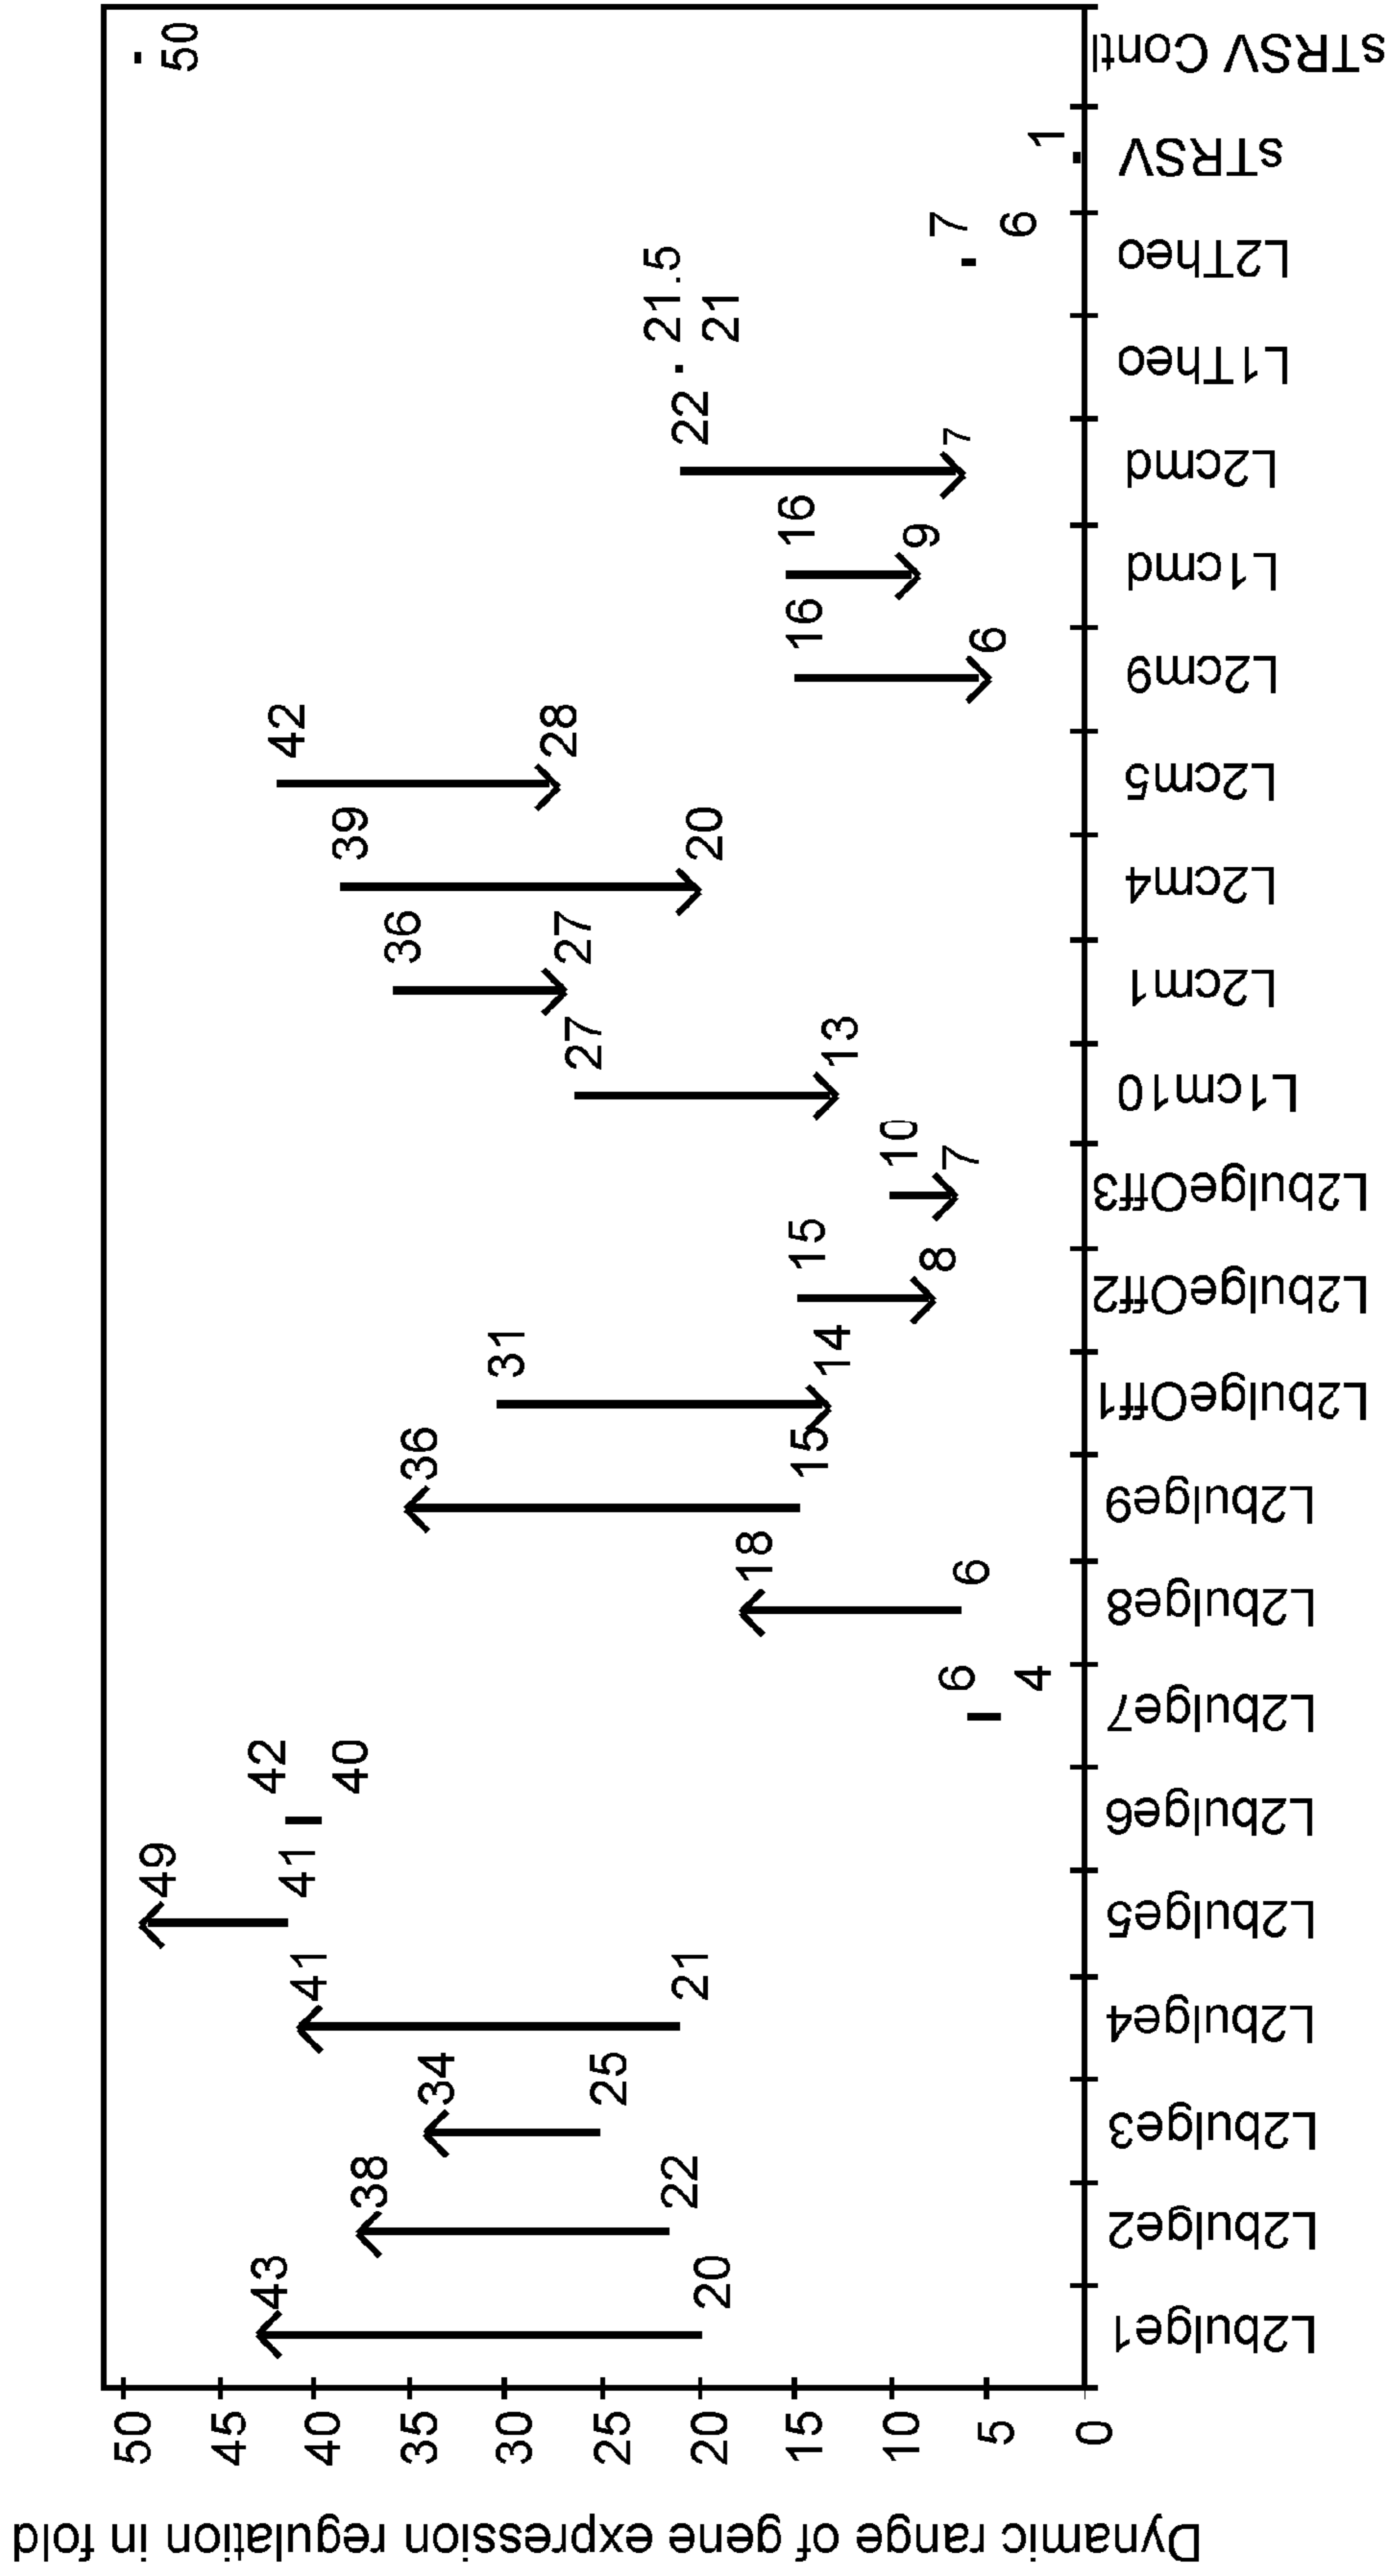 Dynamic range of gene expression regulation in fold
50
45
40
35
30
25
20
15
10
5
0
43
20
38
22
34
25
41
21
49
41
42
40
6
4
18
6
36
15
31
14
15
8
10
7
27
13
36
27
39
20
42
28
16
6
16
9
22
7
21.5
21
7
6
1
50
L2bulge1
L2bulge2
L2bulge3
L2bulge4
L2bulge5
L2bulge6
L2bulge7
L2bulge8
L2bulge9
L2bulgeOff1
L2bulgeOff2
L2bulgeOff3
L1cm10
L2cm1
L2cm4
L2cm5
L2cm9
L1cmd
L2cmd
L1Theo
L2Theo
sTRSV
sTRSV Contl